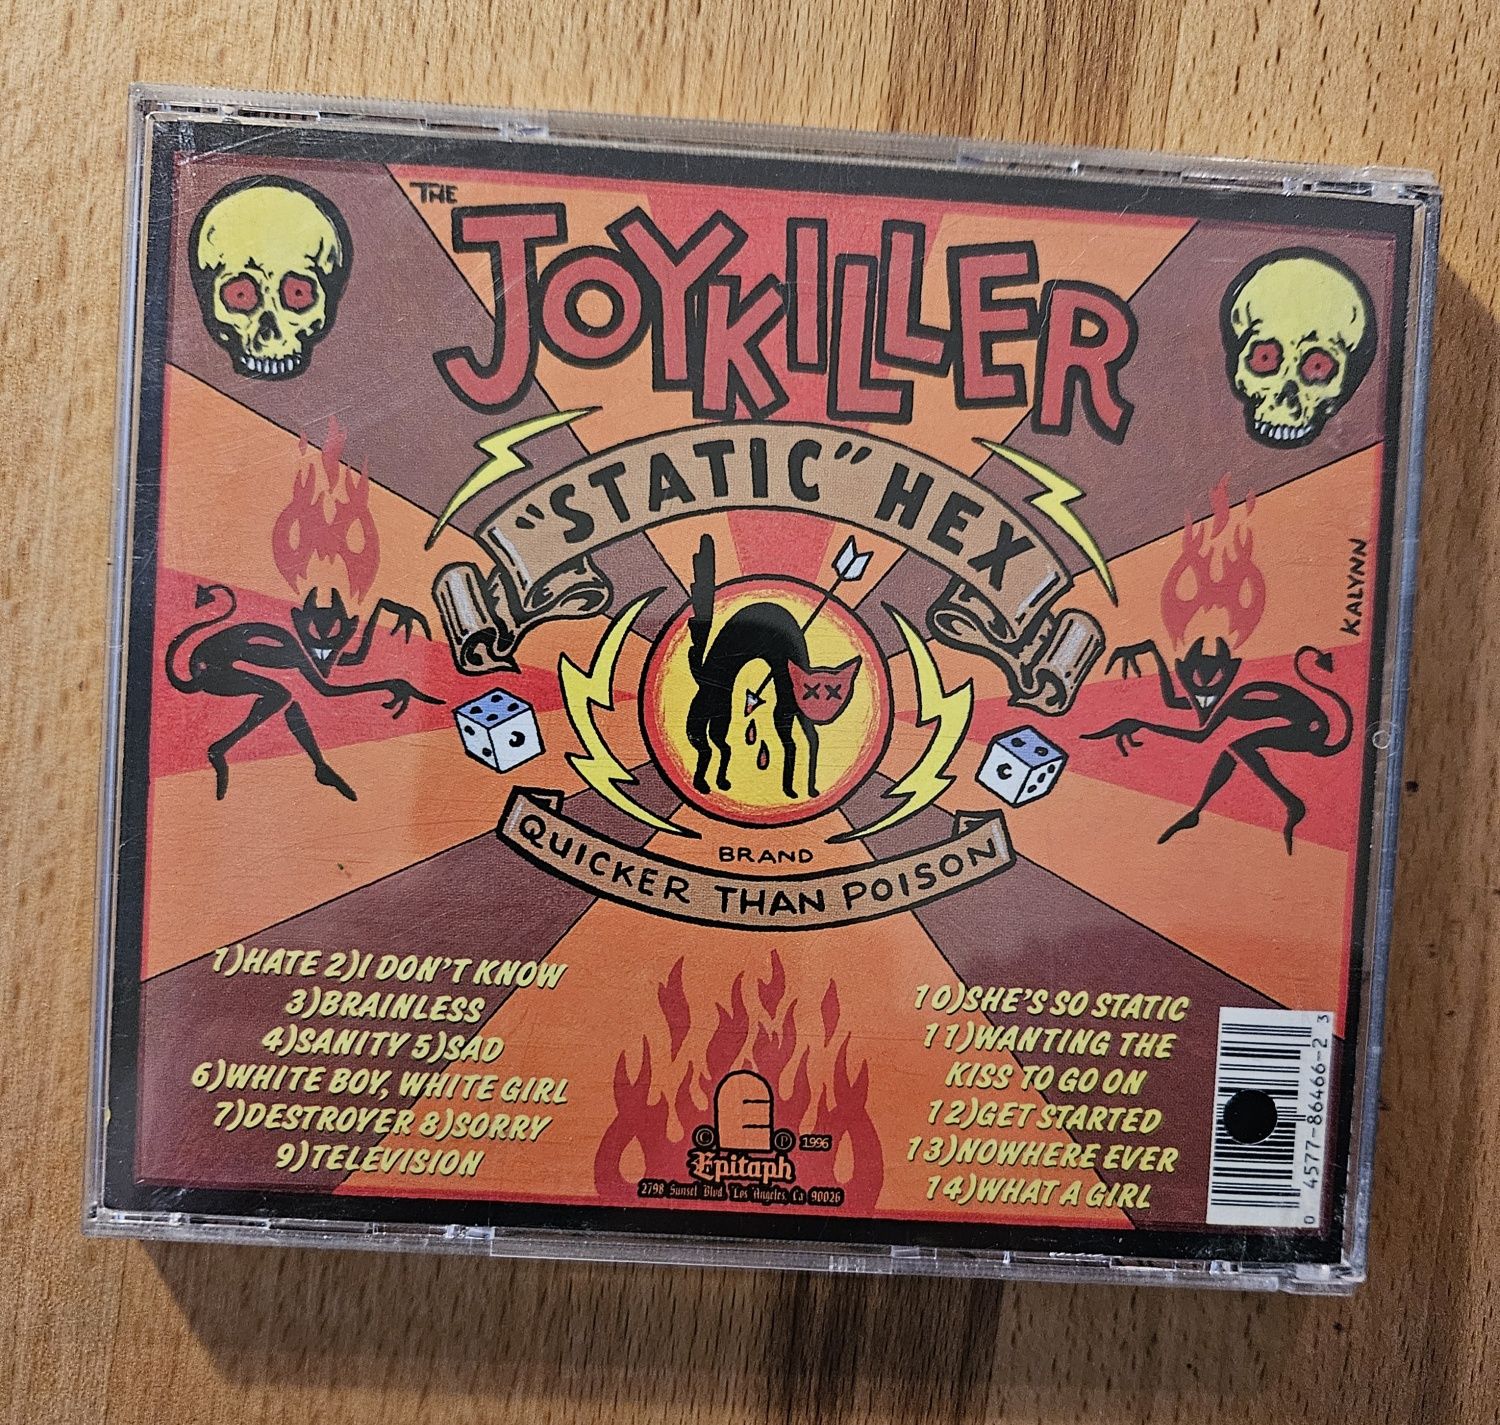 THE
JOYKILLER
"STATIC" HEX
KALYNN
BRAND
QUICKER THAN POISON
1)HATE 2)I DON'T KNOW
3)BRAINLESS
4)SANITY 5)SAD
6)WHITE BOY, WHITE GIRL
7)DESTROYER 8)SORRY
9)TELEVISION
E
© ℗ 1996
Epitaph
2798 Sunset Blvd Los Angeles, Ca 90026
10)SHE'S SO STATIC
11)WANTING THE
KISS TO GO ON
12)GET STARTED
13)NOWHERE EVER
14)WHAT A GIRL
0 4577-86466-2 3